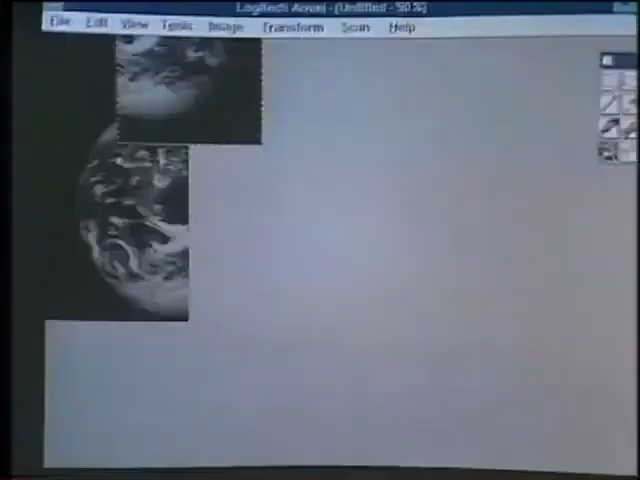 Logitech Ansel - [Untitled - 50%]
File Edit View Tools Image Transform Scan Help